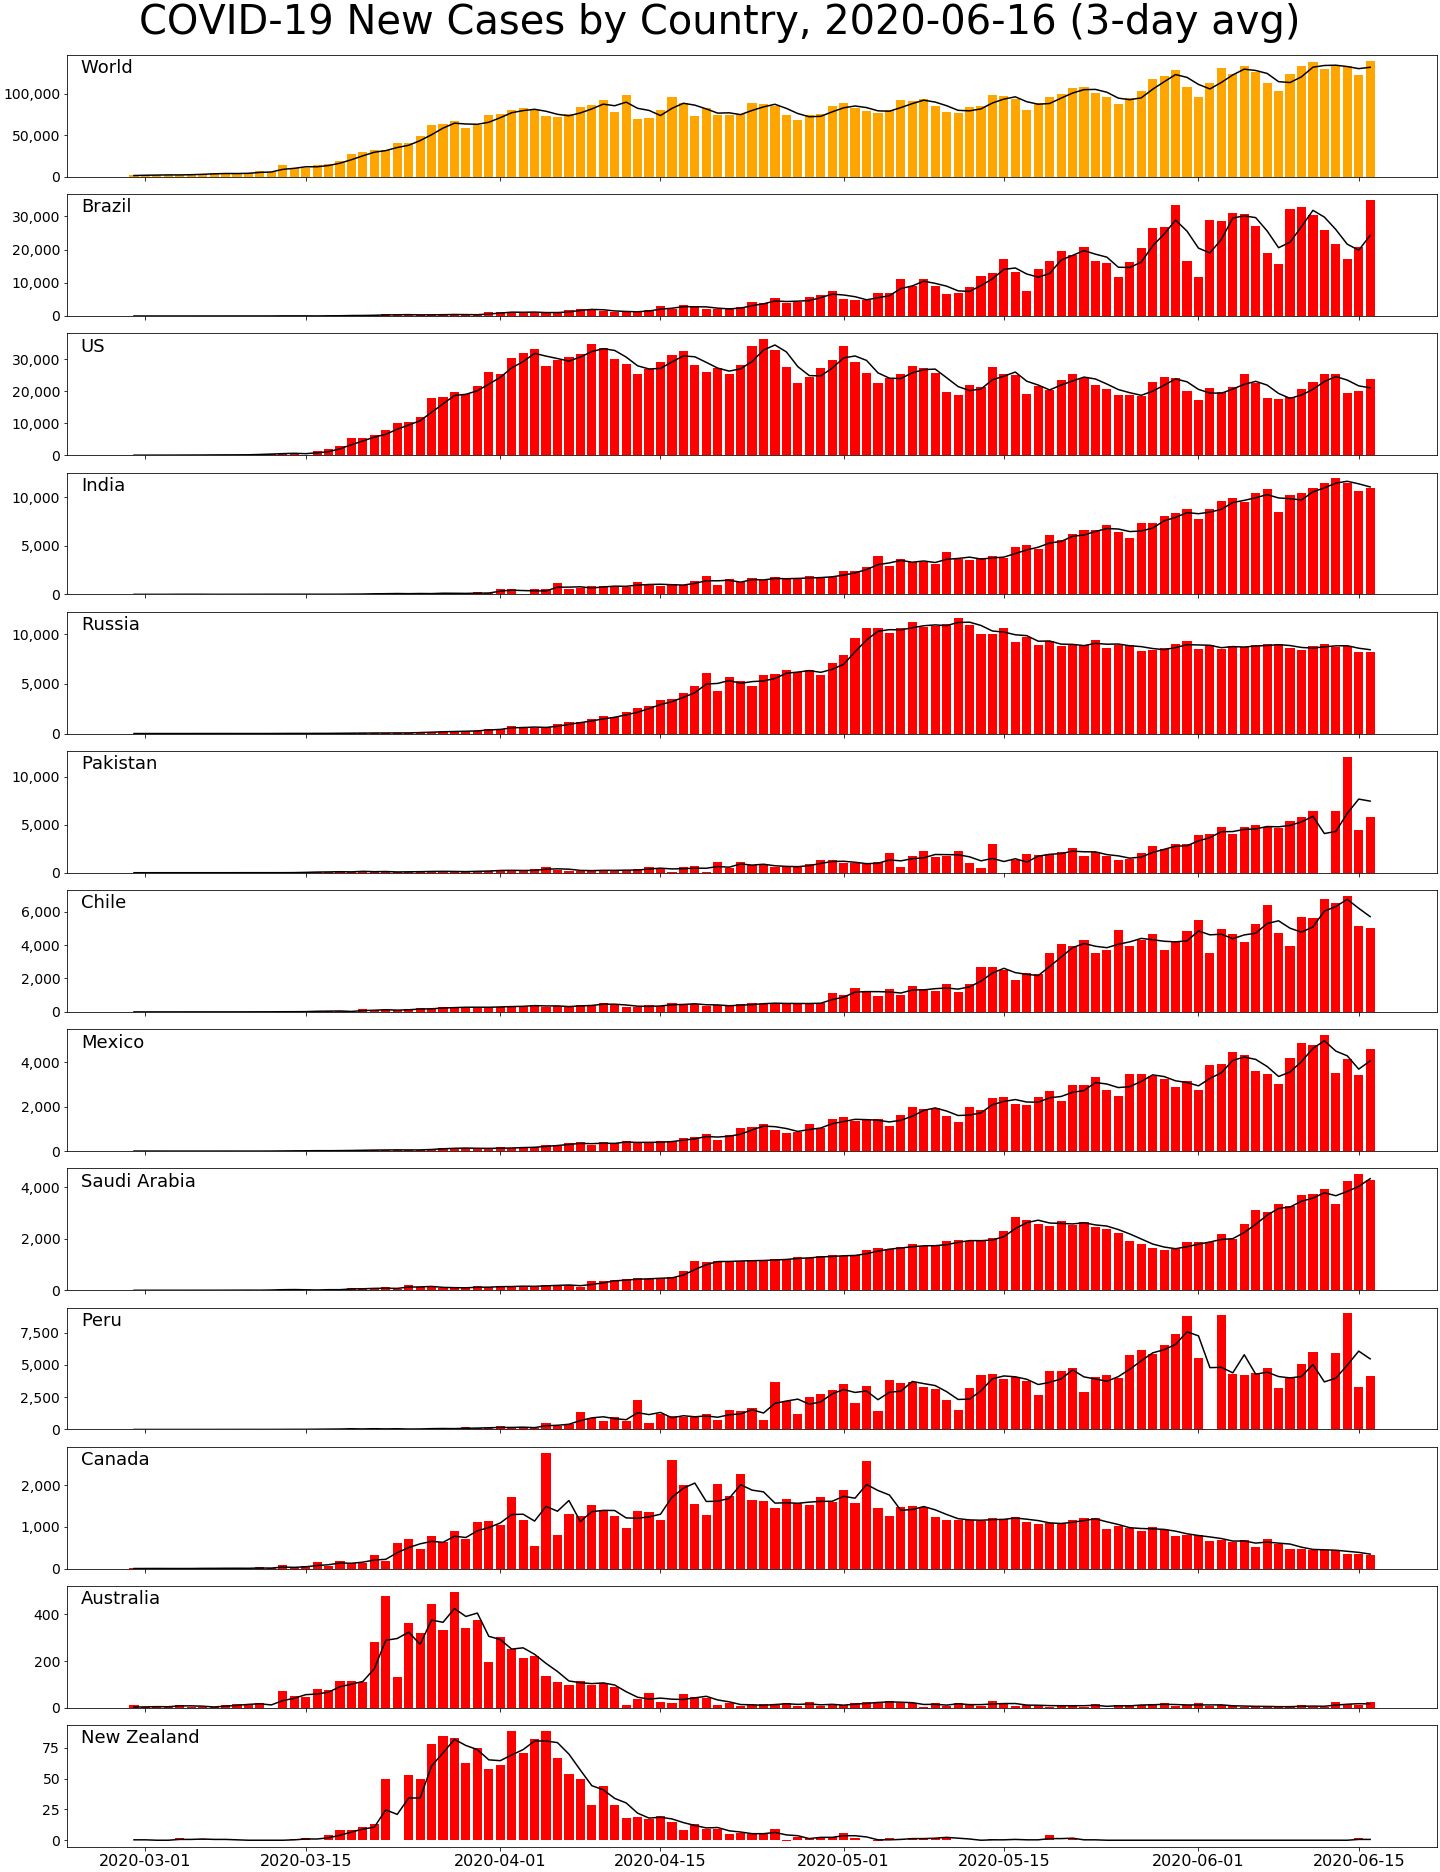 COVID-19 New Cases by Country, 2020-06-16 (3-day avg)
World
100,000
50,000
0
Brazil
30,000
20,000
10,000
0
US
30,000
20,000
10,000
0
India
10,000
5,000
0
Russia
10,000
5,000
0
Pakistan
10,000
5,000
0
Chile
6,000
4,000
2,000
0
Mexico
4,000
2,000
0
Saudi Arabia
4,000
2,000
0
Peru
7,500
5,000
2,500
0
Canada
2,000
1,000
0
Australia
400
200
0
New Zealand
75
50
25
0
2020-03-01 2020-03-15 2020-04-01 2020-04-15 2020-05-01 2020-05-15 2020-06-01 2020-06-15